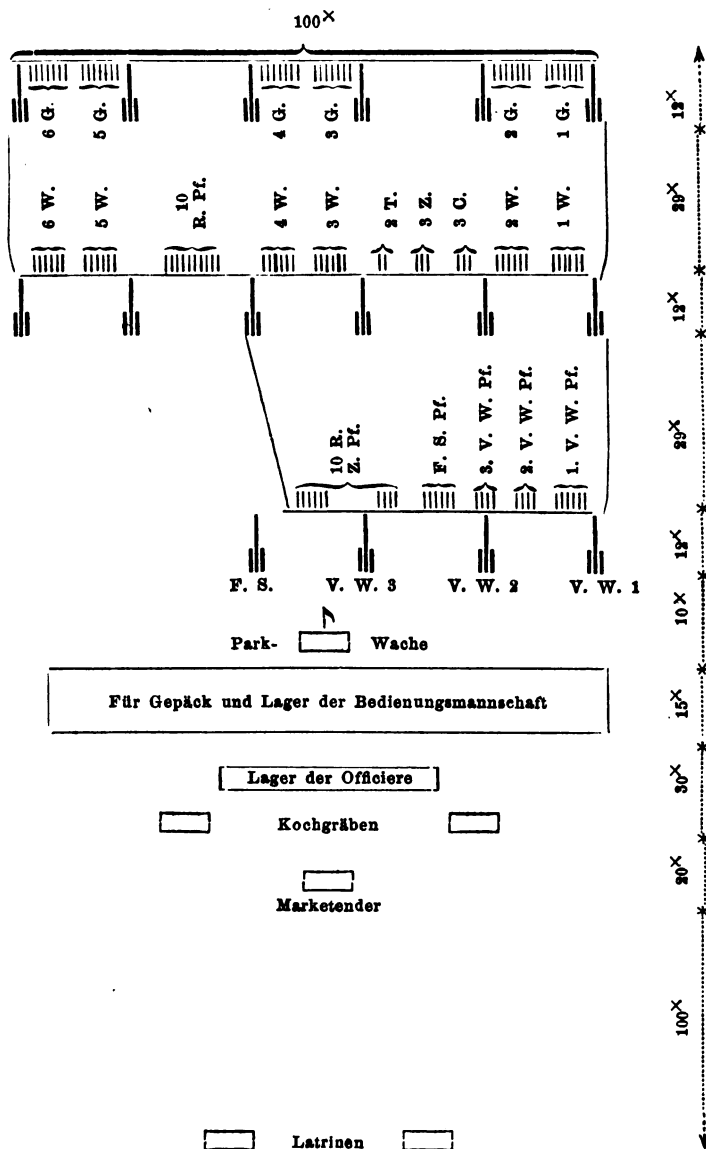 100×
6 G. 5 G. 4 G. 3 G. 2 G. 1 G.
12×
6 W. 5 W. 10 R. Pf. 4 W. 3 W. 2 T. 3 Z. 3 C. 2 W. 1 W.
29×
12×
10 R. Z. Pf. F. S. Pf. 3. V. W. Pf. 2. V. W. Pf. 1. V. W. Pf.
29×
12×
F. S. V. W. 3 V. W. 2 V. W. 1
10×
Park- Wache
Für Gepäck und Lager der Bedienungsmannschaft
15×
Lager der Officiere
30×
Kochgräben
20×
Marketender
100×
Latrinen